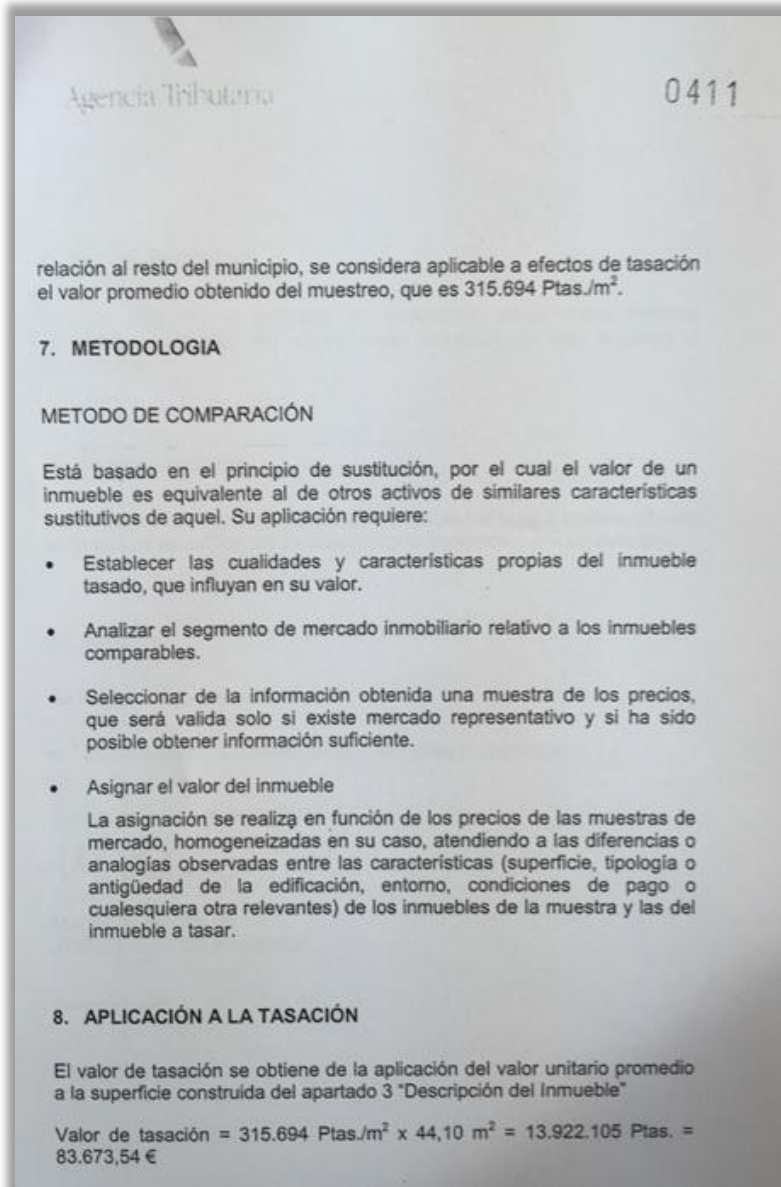 Agencia Tributaria
0411
relación al resto del municipio, se considera aplicable a efectos de tasación
el valor promedio obtenido del muestreo, que es 315.694 Ptas./m².
7. METODOLOGIA
METODO DE COMPARACIÓN
Está basado en el principio de sustitución, por el cual el valor de un
inmueble es equivalente al de otros activos de similares características
sustitutivos de aquel. Su aplicación requiere:
• Establecer las cualidades y características propias del inmueble
tasado, que influyan en su valor.
• Analizar el segmento de mercado inmobiliario relativo a los inmuebles
comparables.
• Seleccionar de la información obtenida una muestra de los precios,
que será valida solo si existe mercado representativo y si ha sido
posible obtener información suficiente.
• Asignar el valor del inmueble
La asignación se realiza en función de los precios de las muestras de
mercado, homogeneizadas en su caso, atendiendo a las diferencias o
analogías observadas entre las características (superficie, tipología o
antigüedad de la edificación, entorno, condiciones de pago o
cualesquiera otra relevantes) de los inmuebles de la muestra y las del
inmueble a tasar.
8. APLICACIÓN A LA TASACIÓN
El valor de tasación se obtiene de la aplicación del valor unitario promedio
a la superficie construida del apartado 3 "Descripción del Inmueble"
Valor de tasación = 315.694 Ptas./m² x 44,10 m² = 13.922.105 Ptas. =
83.673,54 €